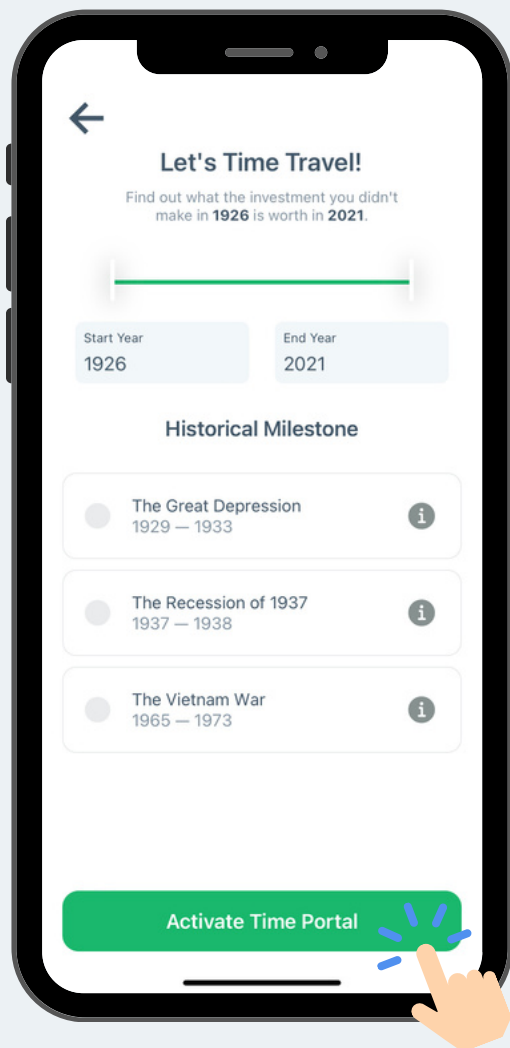 Let's Time Travel!
Find out what the investment you didn't
make in 1926 is worth in 2021.
Start Year
1926
End Year
2021
Historical Milestone
The Great Depression
1929 — 1933
The Recession of 1937
1937 — 1938
The Vietnam War
1965 — 1973
Activate Time Portal